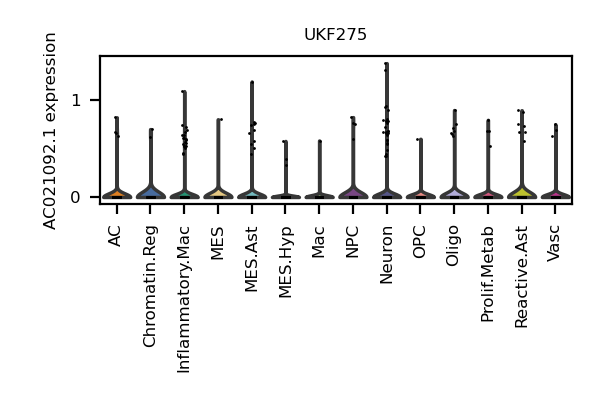 UKF275
AC021092.1 expression
1
0
AC
Chromatin.Reg
Inflammatory.Mac
MES
MES.Ast
MES.Hyp
Mac
NPC
Neuron
OPC
Oligo
Prolif.Metab
Reactive.Ast
Vasc